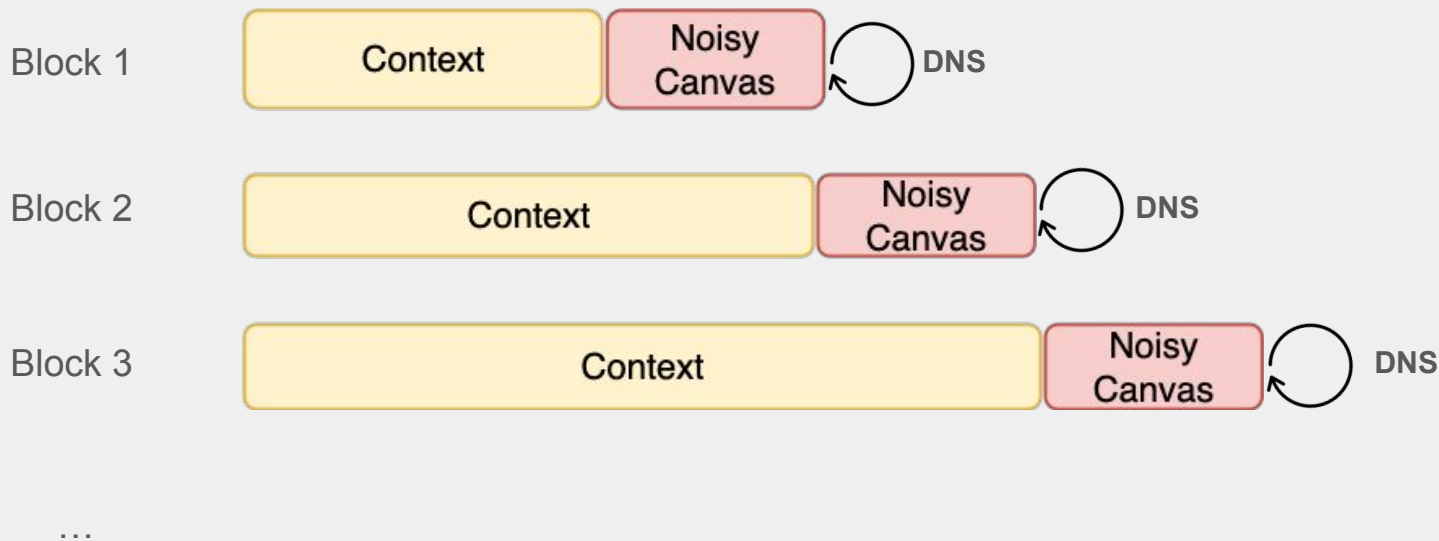 Block 1
Context
Noisy
Canvas
DNS
Block 2
Context
Noisy
Canvas
DNS
Block 3
Context
Noisy
Canvas
DNS
...